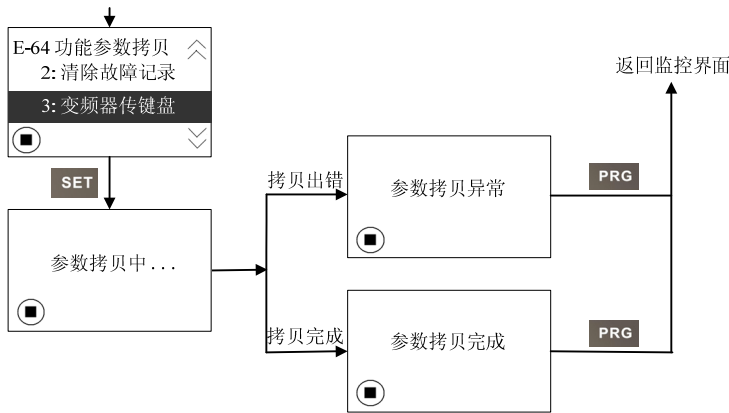 E-64 功能参数拷贝
2: 清除故障记录
3: 变频器传键盘
SET
参数拷贝中...
拷贝出错
参数拷贝异常
PRG
返回监控界面
拷贝完成
参数拷贝完成
PRG